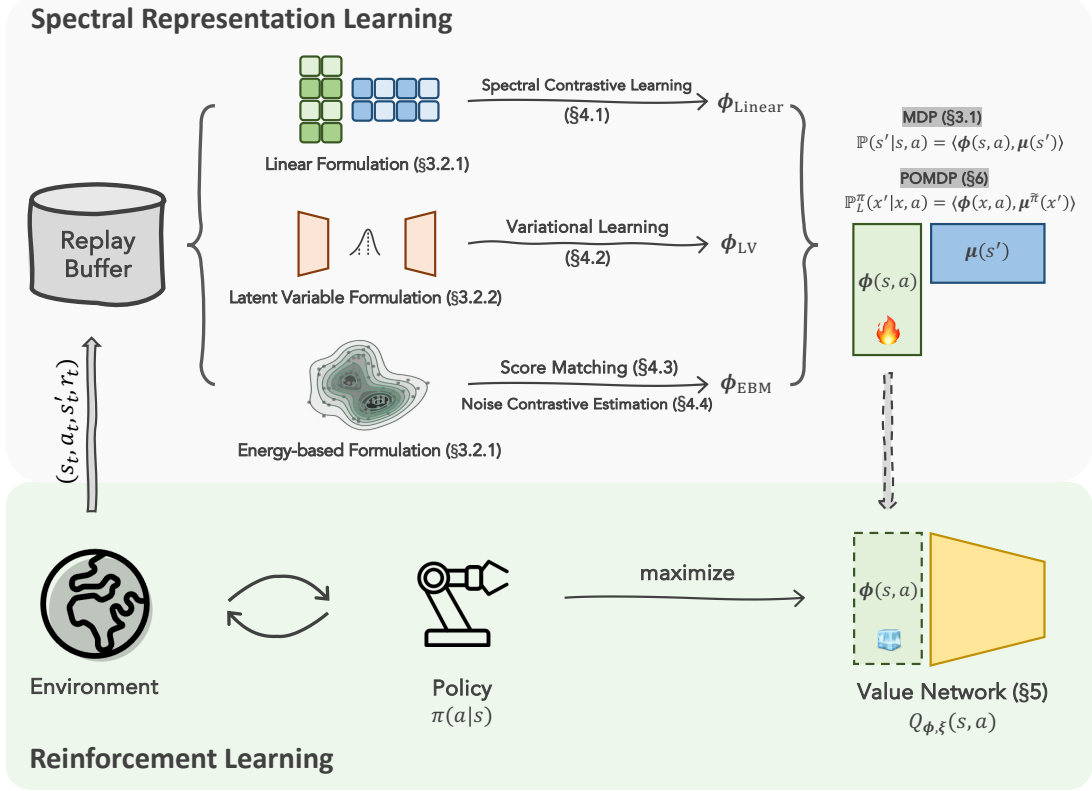 Spectral Representation Learning
Replay
Buffer
(s_t, a_t, s'_t, r_t)
Linear Formulation (§3.2.1)
Spectral Contrastive Learning
(§4.1)
ϕ_Linear
Latent Variable Formulation (§3.2.2)
Variational Learning
(§4.2)
ϕ_LV
Energy-based Formulation (§3.2.1)
Score Matching (§4.3)
Noise Contrastive Estimation (§4.4)
ϕ_EBM
MDP (§3.1)
ℙ(s'|s, a) = ⟨ϕ(s, a), μ(s')⟩
POMDP (§6)
ℙ_L^π(x'|x, a) = ⟨ϕ(x, a), μ^π̃(x')⟩
ϕ(s, a)
μ(s')
Environment
Policy
π(a|s)
maximize
ϕ(s, a)
Value Network (§5)
Q_ϕ,ξ(s, a)
Reinforcement Learning